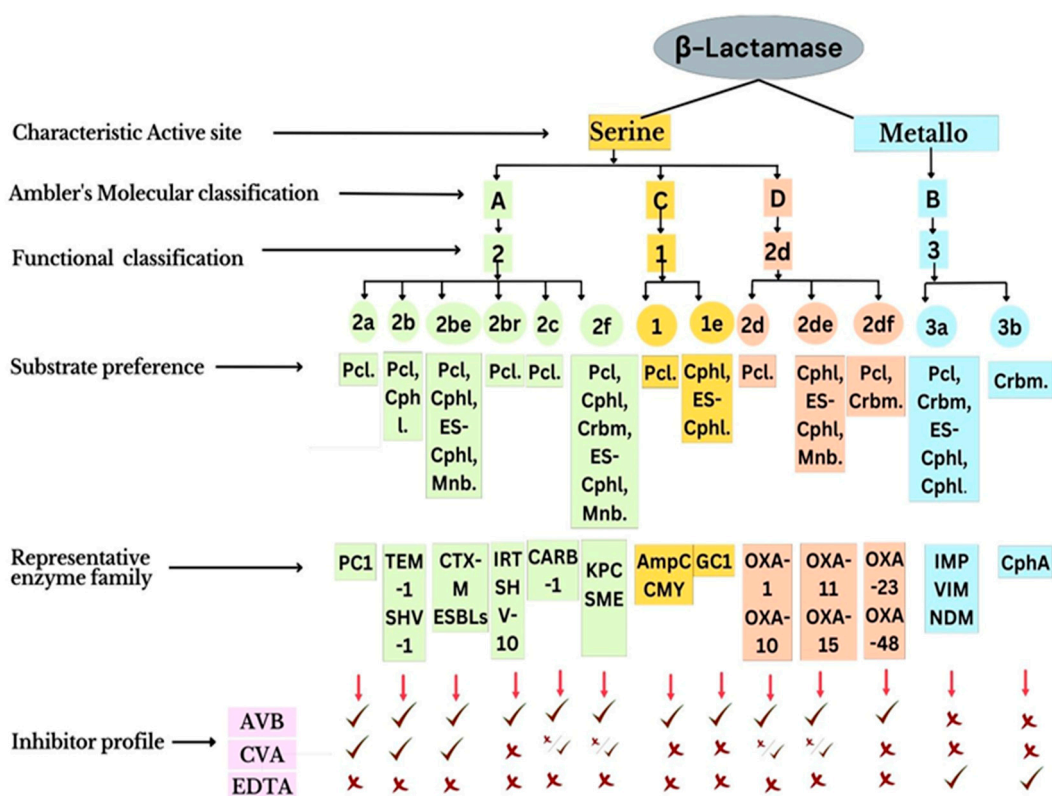 β-Lactamase
Characteristic Active site
Serine
Metallo
Ambler's Molecular classification
A
C
D
B
Functional classification
2
1
2d
3
2a
2b
2be
2br
2c
2f
1
1e
2d
2de
2df
3a
3b
Substrate preference
Pcl.
Pcl,
Cph
l.
Pcl,
Cphl,
ES-
Cphl,
Mnb.
Pcl.
Pcl.
Pcl,
Cphl,
Crbm,
ES-
Cphl,
Mnb.
Pcl.
Cphl,
ES-
Cphl.
Pcl.
Cphl,
ES-
Cphl,
Mnb.
Pcl,
Crbm.
Pcl,
Crbm,
ES-
Cphl,
Cphl.
Crbm.
Representative
enzyme family
PC1
TEM
-1
SHV
-1
CTX-
M
ESBLs
IRT
SH
V-
10
CARB
-1
KPC
SME
AmpC
CMY
GC1
OXA-
1
OXA-
10
OXA-
11
OXA-
15
OXA
-23
OXA
-48
IMP
VIM
NDM
CphA
Inhibitor profile
AVB
CVA
EDTA